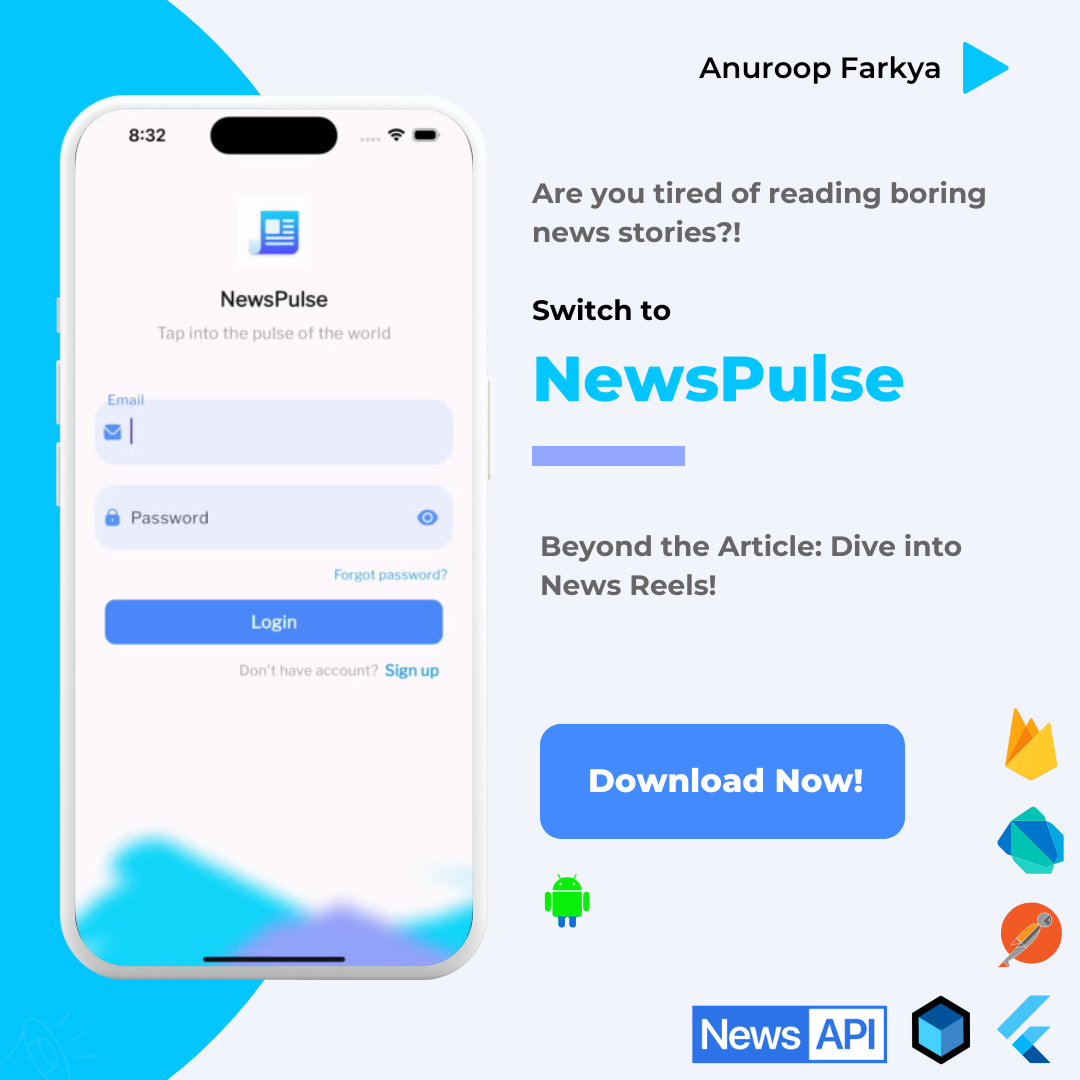 Anuroop Farkya
8:32
NewsPulse
Tap into the pulse of the world
Email
Password
Forgot password?
Login
Don't have account? Sign up
Are you tired of reading boring
news stories?!
Switch to
NewsPulse
Beyond the Article: Dive into
News Reels!
Download Now!
News API